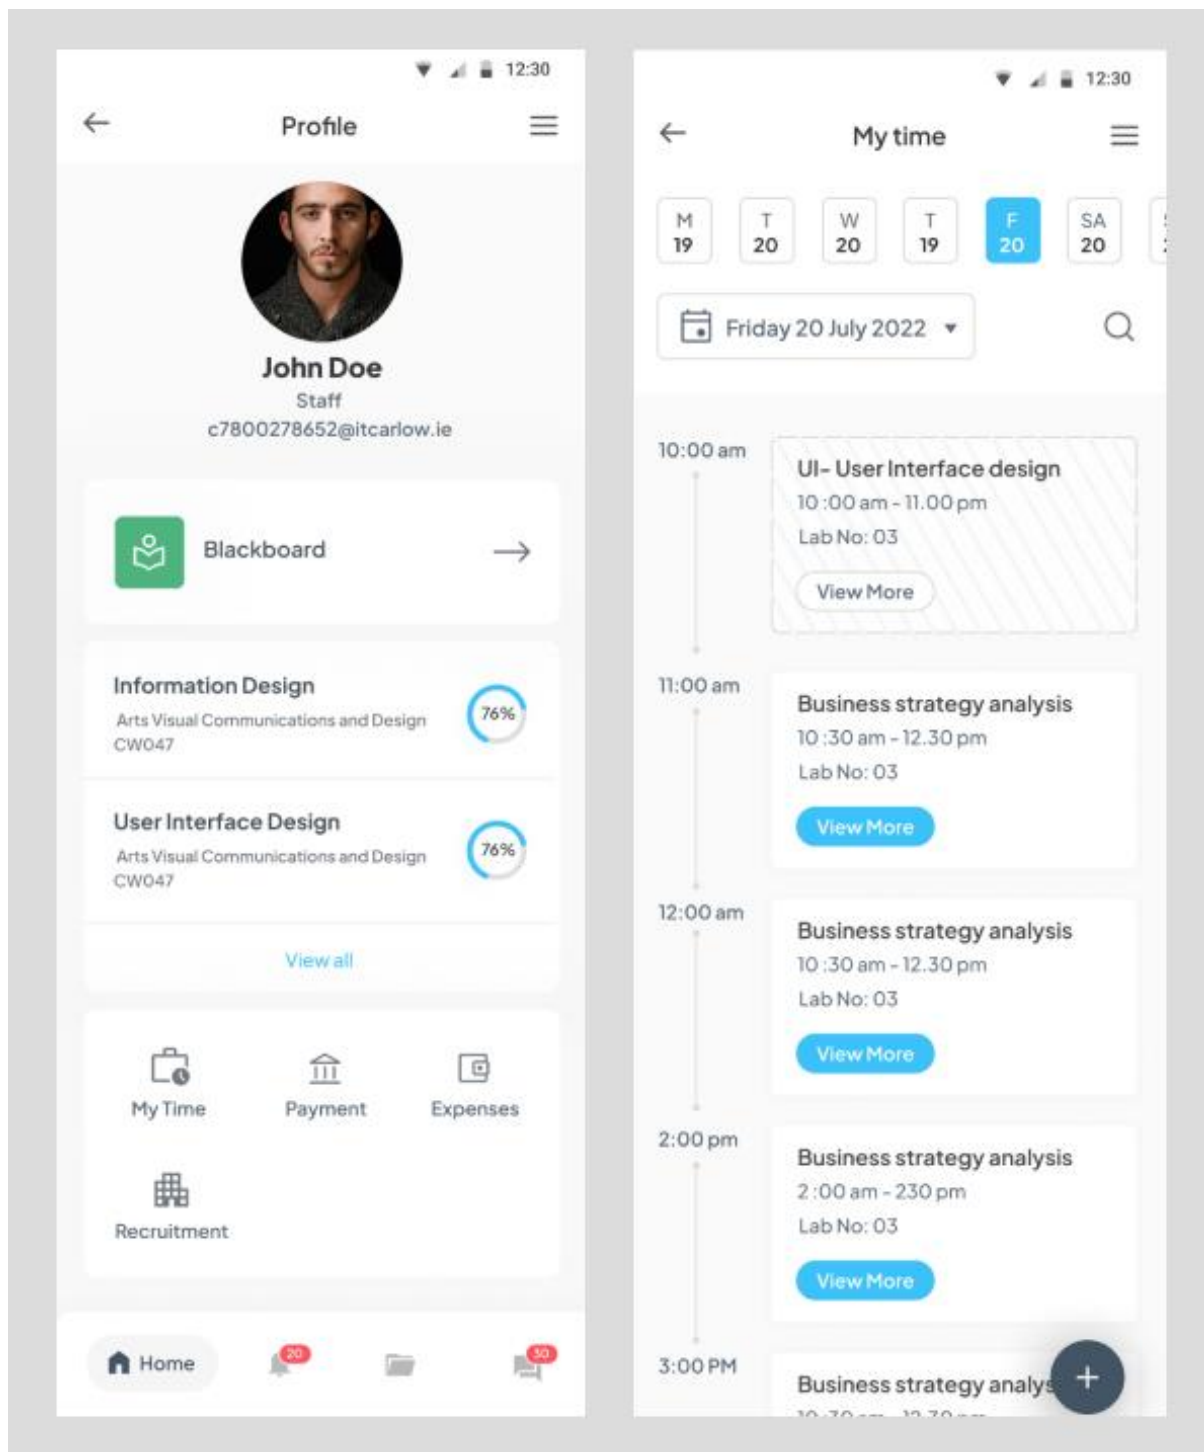 12:30
Profile
John Doe
Staff
c7800278652@itcarlow.ie
Blackboard
Information Design
Arts Visual Communications and Design
CW047
76%
User Interface Design
Arts Visual Communications and Design
CW047
76%
View all
My Time
Payment
Expenses
Recruitment
Home
20
30
12:30
My time
M T W T F SA
19 20 20 19 20 20
Friday 20 July 2022
10:00 am
UI- User Interface design
10 :00 am - 11.00 pm
Lab No: 03
View More
11:00 am
Business strategy analysis
10 :30 am - 12.30 pm
Lab No: 03
View More
12:00 am
Business strategy analysis
10 :30 am - 12.30 pm
Lab No: 03
View More
2:00 pm
Business strategy analysis
2 :00 am - 230 pm
Lab No: 03
View More
3:00 PM
Business strategy analys